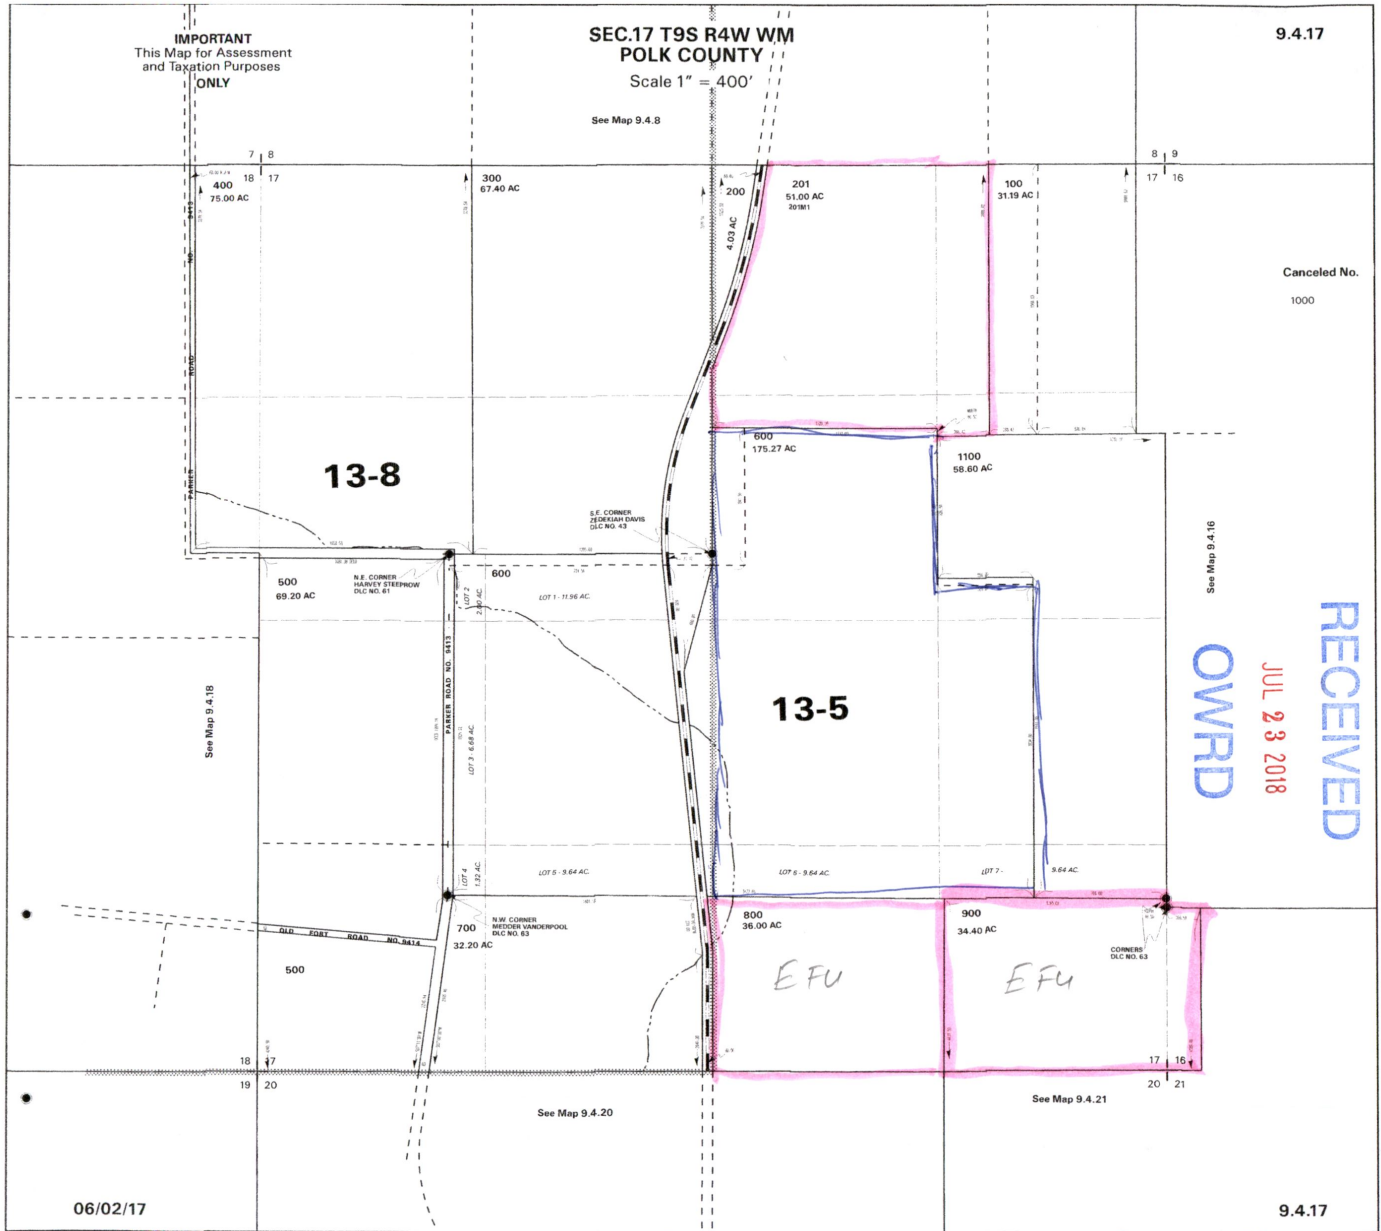 IMPORTANT
This Map for Assessment
and Taxation Purposes
ONLY
SEC.17 T9S R4W WM
POLK COUNTY
Scale 1" = 400'
See Map 9.4.8
9.4.17
7 8
18 17
8 9
17 16
400
75.00 AC
300
67.40 AC
200
4.03 AC
201
51.00 AC
201M1
100
31.19 AC
Canceled No.
1000
PARKER ROAD NO. 9413
13-8
600
175.27 AC
1100
58.60 AC
S.E. CORNER
ZEDEKIAH DAVIS
DLC NO. 43
See Map 9.4.16
500
69.20 AC
N.E. CORNER
HARVEY STEEPROW
DLC NO. 61
600
LOT 2
2.60 AC.
LOT 1 - 11.96 AC.
See Map 9.4.18
PARKER ROAD NO. 9413
LOT 3 - 6.68 AC.
13-5
RECEIVED
JUL 23 2018
OWRD
LOT 4
1.32 AC.
LOT 5 - 9.64 AC.
LOT 6 - 9.64 AC.
LOT 7 - 9.64 AC.
OLD FORT ROAD NO. 9414
700
32.20 AC
N.W. CORNER
MEDDER VANDERPOOL
DLC NO. 63
800
36.00 AC
900
34.40 AC
CORNERS
DLC NO. 63
500
EFU
EFU
18 17
19 20
17 16
20 21
See Map 9.4.20
See Map 9.4.21
06/02/17
9.4.17